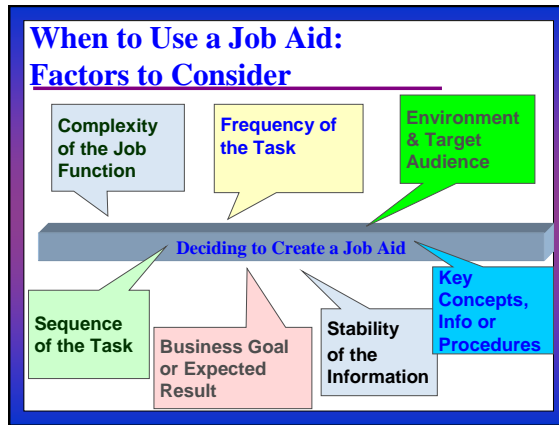 When to Use a Job Aid:
Factors to Consider
Complexity
of the Job
Function
Frequency of
the Task
Environment
& Target
Audience
Deciding to Create a Job Aid
Sequence
of the Task
Business Goal
or Expected
Result
Stability
of the
Information
Key
Concepts,
Info or
Procedures